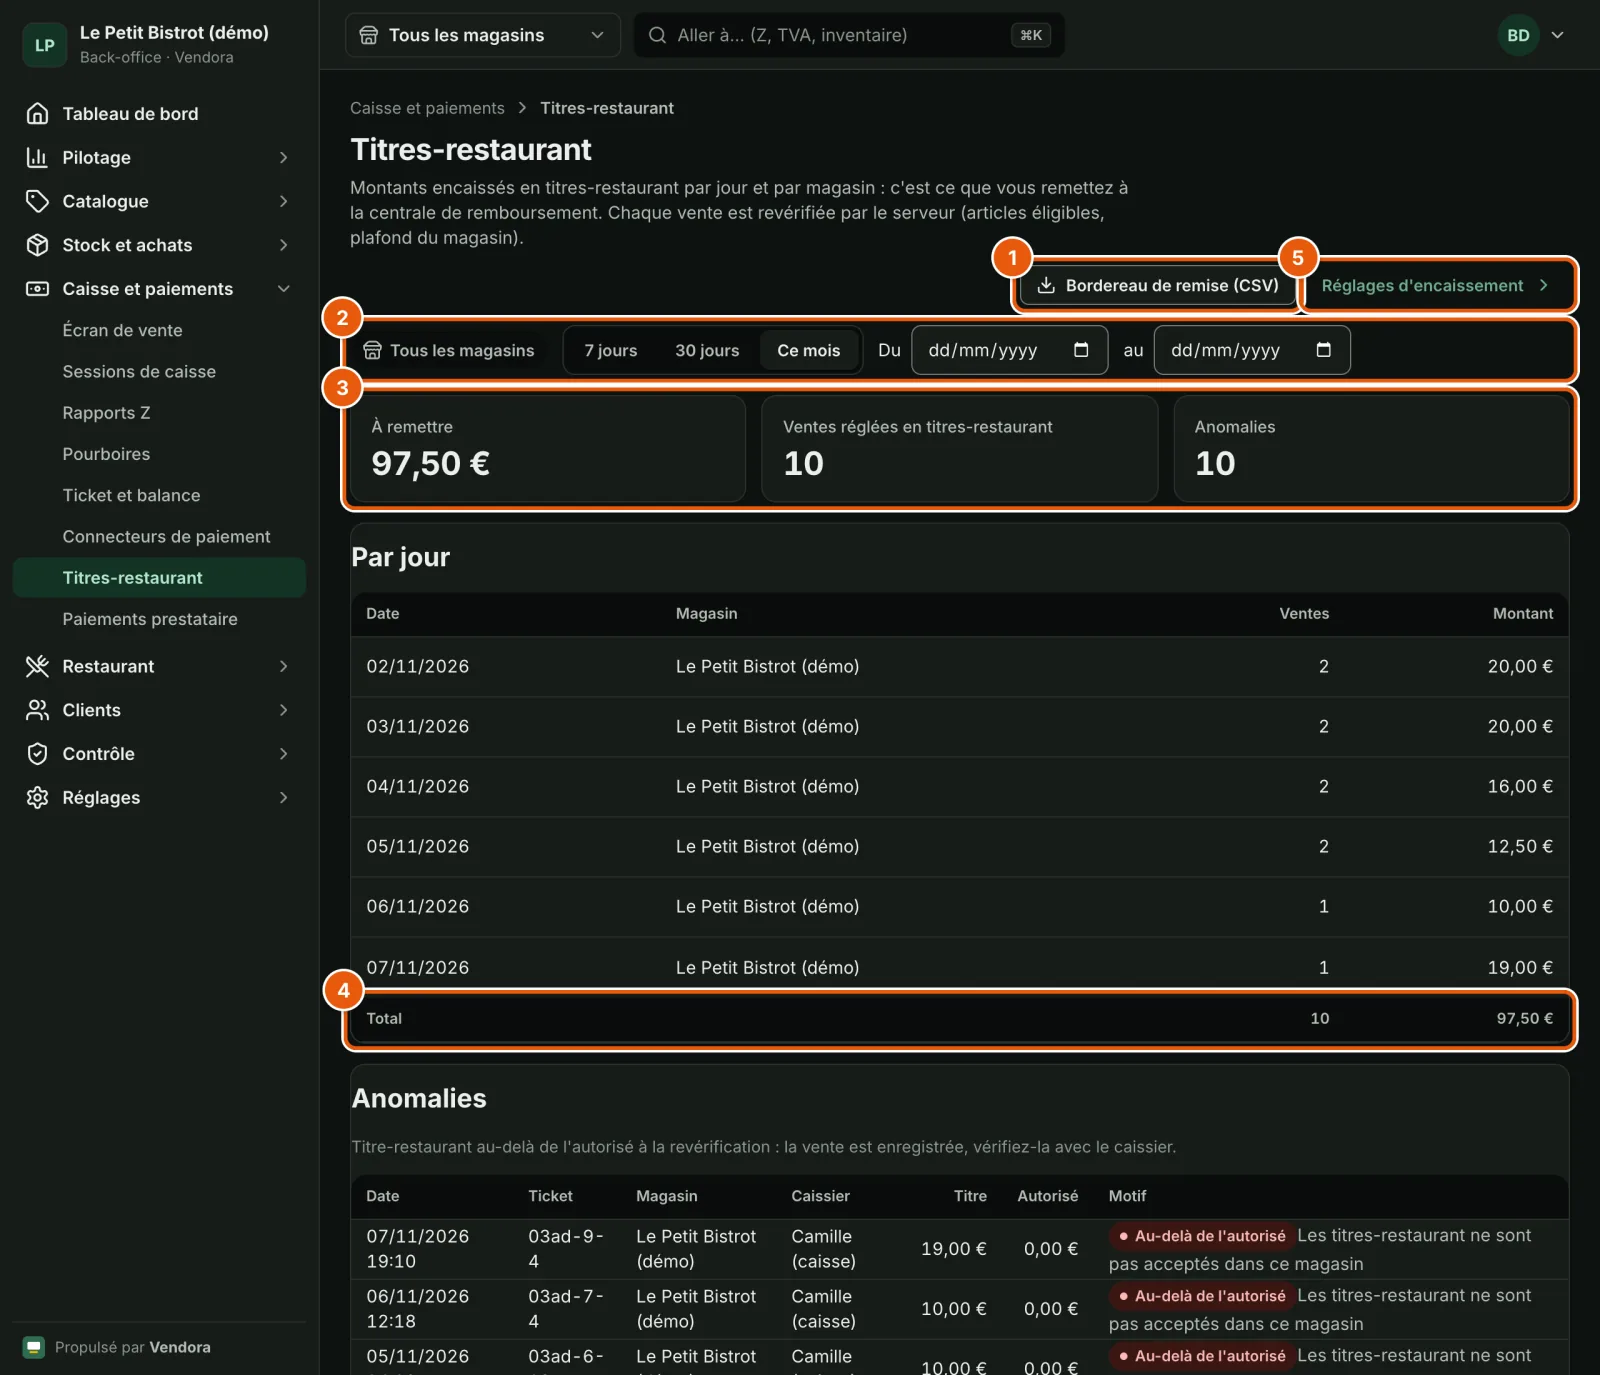 LP
Le Petit Bistrot (démo)
Back-office · Vendora
Tous les magasins
Aller à... (Z, TVA, inventaire)
⌘K
BD
Tableau de bord
Pilotage
Catalogue
Stock et achats
Caisse et paiements
Écran de vente
Sessions de caisse
Rapports Z
Pourboires
Ticket et balance
Connecteurs de paiement
Titres-restaurant
Paiements prestataire
Restaurant
Clients
Contrôle
Réglages
Propulsé par Vendora
Caisse et paiements > Titres-restaurant
Titres-restaurant
Montants encaissés en titres-restaurant par jour et par magasin : c'est ce que vous remettez à
la centrale de remboursement. Chaque vente est revérifiée par le serveur (articles éligibles,
plafond du magasin).
1
Bordereau de remise (CSV)
5
Réglages d'encaissement
2
Tous les magasins 7 jours 30 jours Ce mois Du dd/mm/yyyy au dd/mm/yyyy
3
À remettre
97,50 €
Ventes réglées en titres-restaurant
10
Anomalies
10
Par jour
Date Magasin Ventes Montant
02/11/2026 Le Petit Bistrot (démo) 2 20,00 €
03/11/2026 Le Petit Bistrot (démo) 2 20,00 €
04/11/2026 Le Petit Bistrot (démo) 2 16,00 €
05/11/2026 Le Petit Bistrot (démo) 2 12,50 €
06/11/2026 Le Petit Bistrot (démo) 1 10,00 €
07/11/2026 Le Petit Bistrot (démo) 1 19,00 €
4
Total 10 97,50 €
Anomalies
Titre-restaurant au-delà de l'autorisé à la revérification : la vente est enregistrée, vérifiez-la avec le caissier.
Date Ticket Magasin Caissier Titre Autorisé Motif
07/11/2026 03ad-9- Le Petit Bistrot Camille 19,00 € 0,00 € Au-delà de l'autorisé Les titres-restaurant ne sont
19:10 4 (démo) (caisse) pas acceptés dans ce magasin
06/11/2026 03ad-7- Le Petit Bistrot Camille 10,00 € 0,00 € Au-delà de l'autorisé Les titres-restaurant ne sont
12:18 4 (démo) (caisse) pas acceptés dans ce magasin
05/11/2026 03ad-6- Le Petit Bistrot Camille 10,00 € 0,00 € Au-delà de l'autorisé Les titres-restaurant ne sont